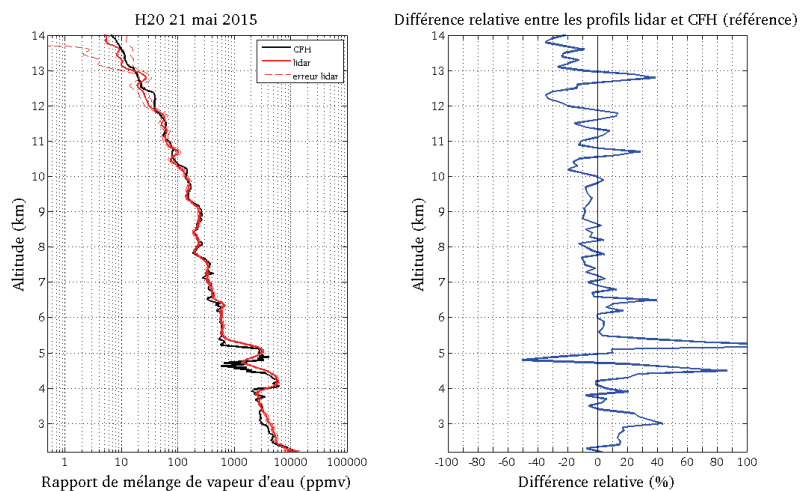 H2O 21 mai 2015
14
13
12
11
10
9
8
7
6
5
4
3
Altitude (km)
CFH
lidar
erreur lidar
1 10 100 1000 10000 100000
Rapport de mélange de vapeur d'eau (ppmv)
Différence relative entre les profils lidar et CFH (référence)
14
13
12
11
10
9
8
7
6
5
4
3
Altitude (km)
-100 -80 -60 -40 -20 0 20 40 60 80 100
Différence relative (%)